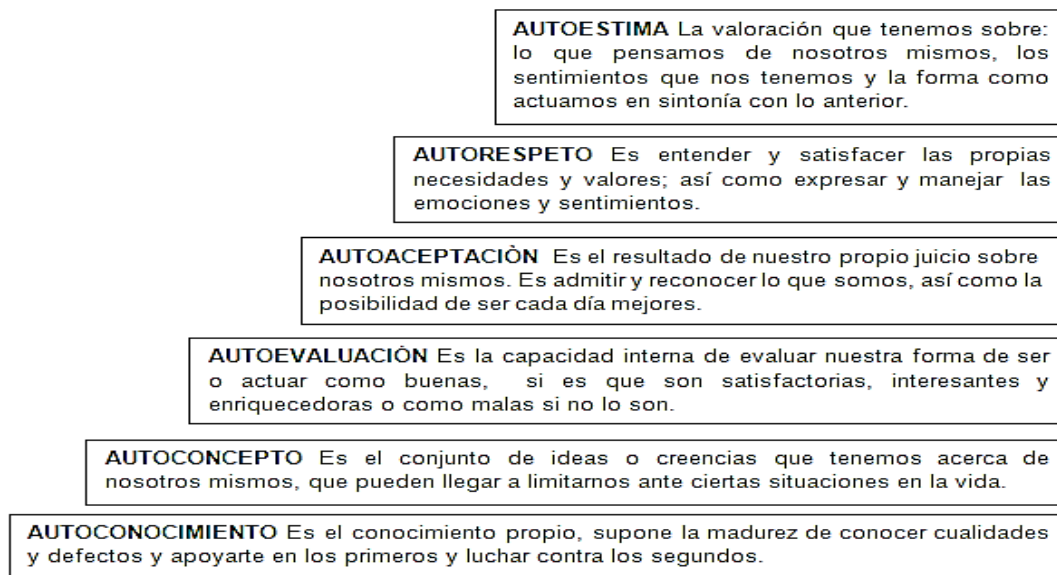 AUTOESTIMA La valoración que tenemos sobre:
lo que pensamos de nosotros mismos, los
sentimientos que nos tenemos y la forma como
actuamos en sintonía con lo anterior.
AUTORESPETO Es entender y satisfacer las propias
necesidades y valores; así como expresar y manejar las
emociones y sentimientos.
AUTOACEPTACIÒN Es el resultado de nuestro propio juicio sobre
nosotros mismos. Es admitir y reconocer lo que somos, así como la
posibilidad de ser cada día mejores.
AUTOEVALUACIÒN Es la capacidad interna de evaluar nuestra forma de ser
o actuar como buenas, si es que son satisfactorias, interesantes y
enriquecedoras o como malas si no lo son.
AUTOCONCEPTO Es el conjunto de ideas o creencias que tenemos acerca de
nosotros mismos, que pueden llegar a limitarnos ante ciertas situaciones en la vida.
AUTOCONOCIMIENTO Es el conocimiento propio, supone la madurez de conocer cualidades
y defectos y apoyarte en los primeros y luchar contra los segundos.